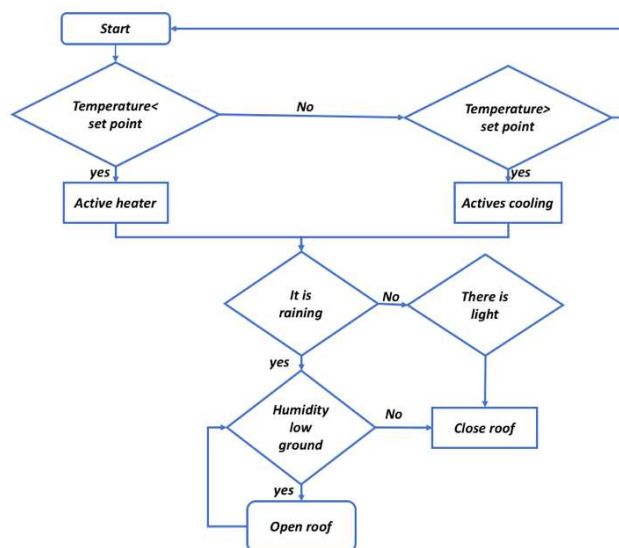 Start
Temperature<
set point
No
Temperature>
set point
yes
yes
Active heater
Actives cooling
It is
raining
No
There is
light
yes
Humidity
low
ground
No
Close roof
yes
Open roof